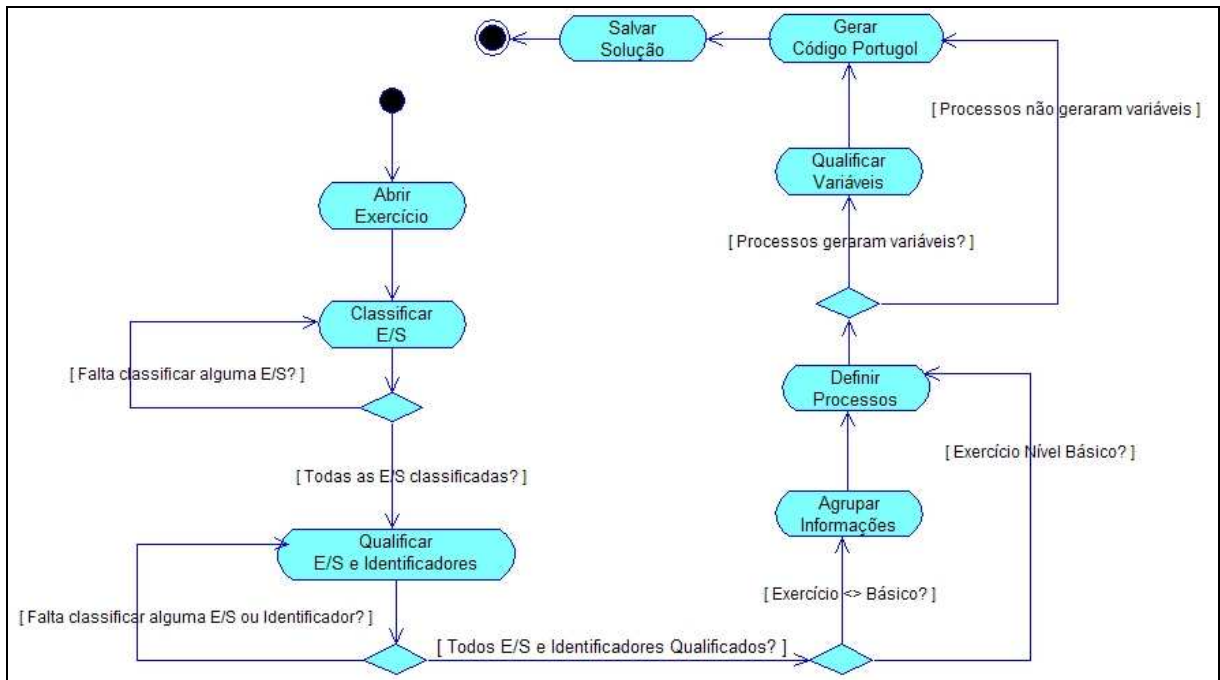 Salvar
Solução
Gerar
Código Portugol
[ Processos não geraram variáveis ]
Qualificar
Variáveis
[ Processos geraram variáveis? ]
Abrir
Exercício
Classificar
E/S
[ Falta classificar alguma E/S? ]
Definir
Processos
[ Exercício Nível Básico? ]
[ Todas as E/S classificadas? ]
Agrupar
Informações
Qualificar
E/S e Identificadores
[ Exercício <> Básico? ]
[ Falta classificar alguma E/S ou Identificador? ]
[ Todos E/S e Identificadores Qualificados? ]